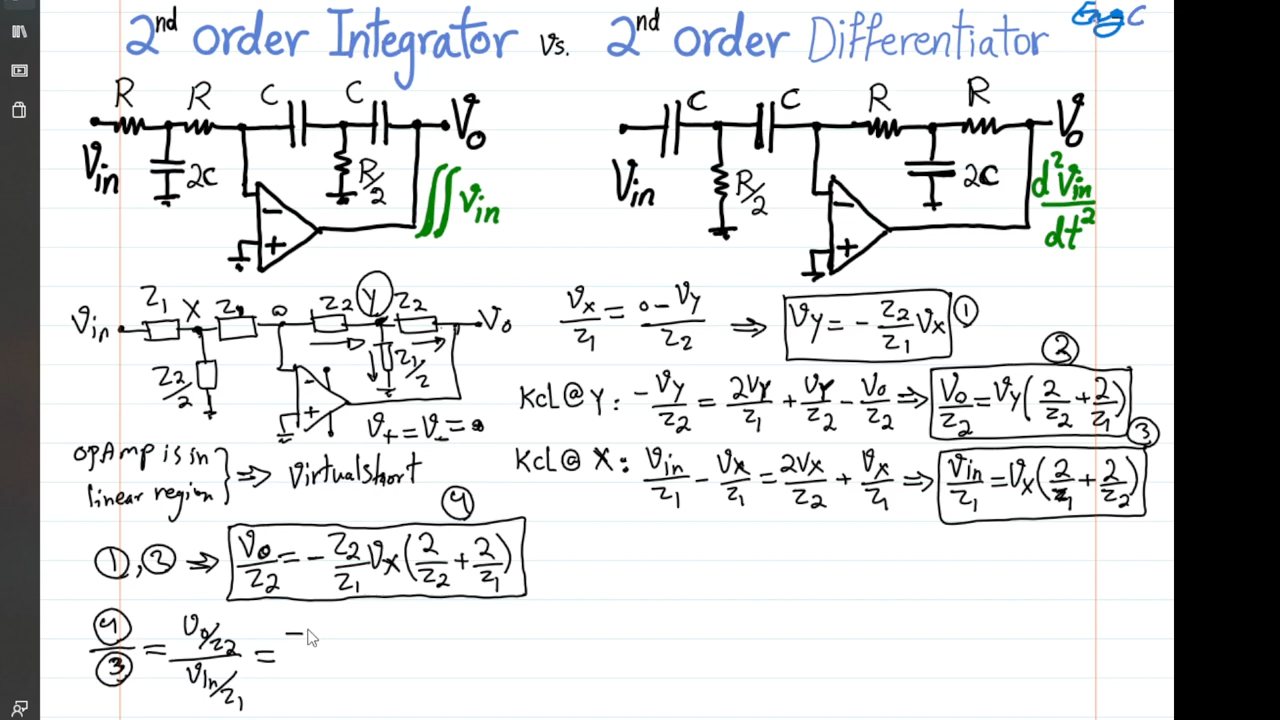 2nd order Integrator vs. 2nd order Differentiator
EngC
R R C C Vo
Vin 2C R/2 ∬Vin
- +
C C R R Vo
Vin R/2 2C d²Vin/dt²
- +
Vin Z1 X Z1 0 Z2 Y Z2 Vo
Z2/2 Z1/2
- +
V+ = V- = 0
opAmp is in
linear region } ⇒ Virtual short
Vx/Z1 = (0 - Vy)/Z2 ⇒ Vy = - Z2/Z1 Vx ①
KCL @ Y: -Vy/Z2 = 2Vy/Z1 + Vy/Z2 - Vo/Z2 ⇒ Vo/Z2 = Vy(2/Z2 + 2/Z1) ②
KCL @ X: Vin/Z1 - Vx/Z1 = 2Vx/Z2 + Vx/Z1 ⇒ Vin/Z1 = Vx(2/Z1 + 2/Z2) ③
①,② ⇒ Vo/Z2 = - Z2/Z1 Vx(2/Z2 + 2/Z1) ④
④/③ = (Vo/Z2)/(Vin/Z1) = -